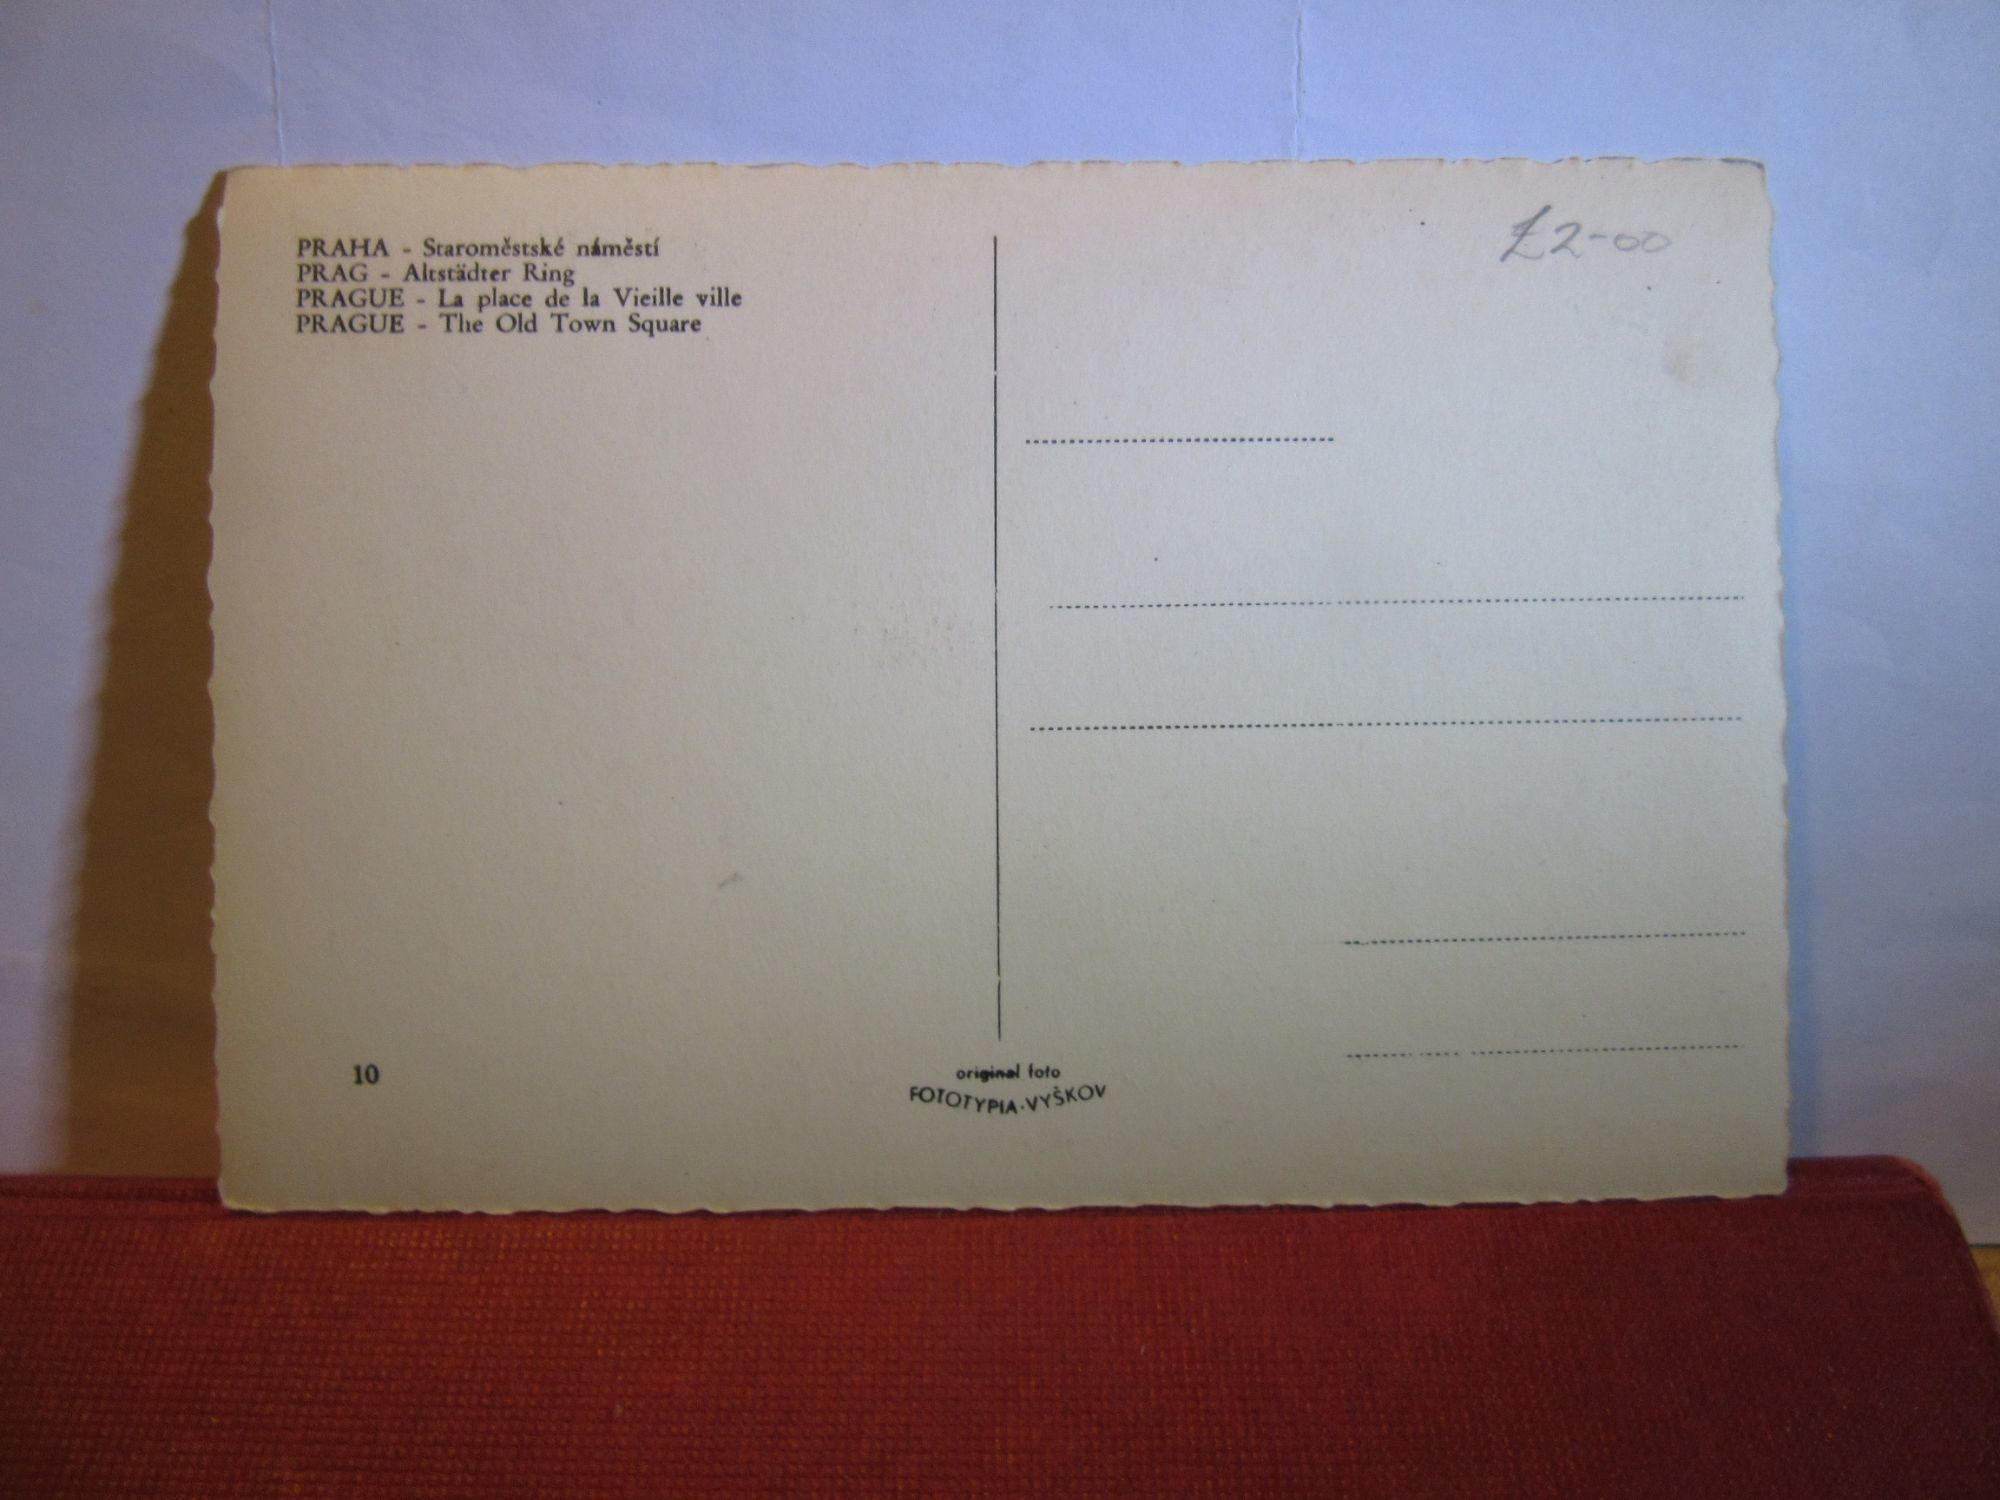 PRAHA - Staroměstské náměstí
PRAG - Altstädter Ring
PRAGUE - La place de la Vieille ville
PRAGUE - The Old Town Square
£2-00
10
original foto
FOTOTYPIA·VYŠKOV